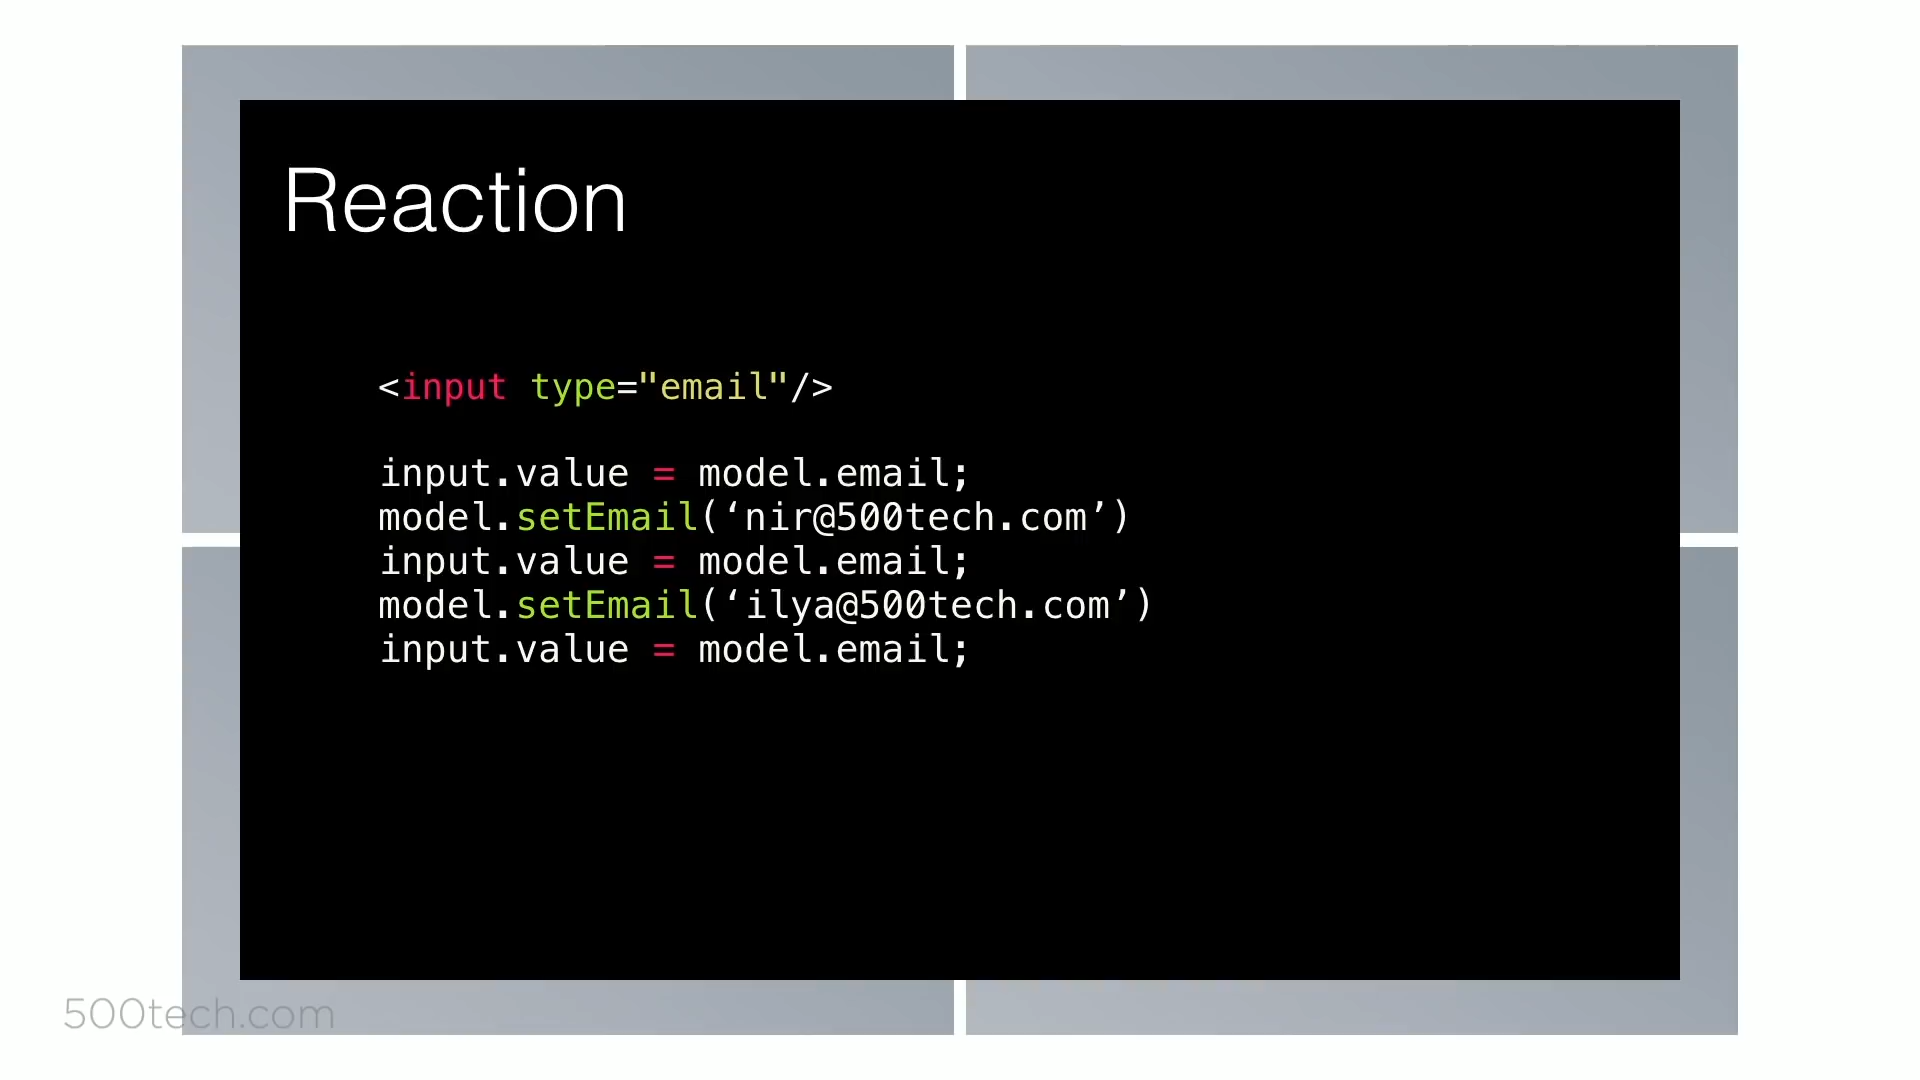 Reaction
<input type="email"/>
input.value = model.email;
model.setEmail(‘nir@500tech.com’)
input.value = model.email;
model.setEmail(‘ilya@500tech.com’)
input.value = model.email;
500tech.com